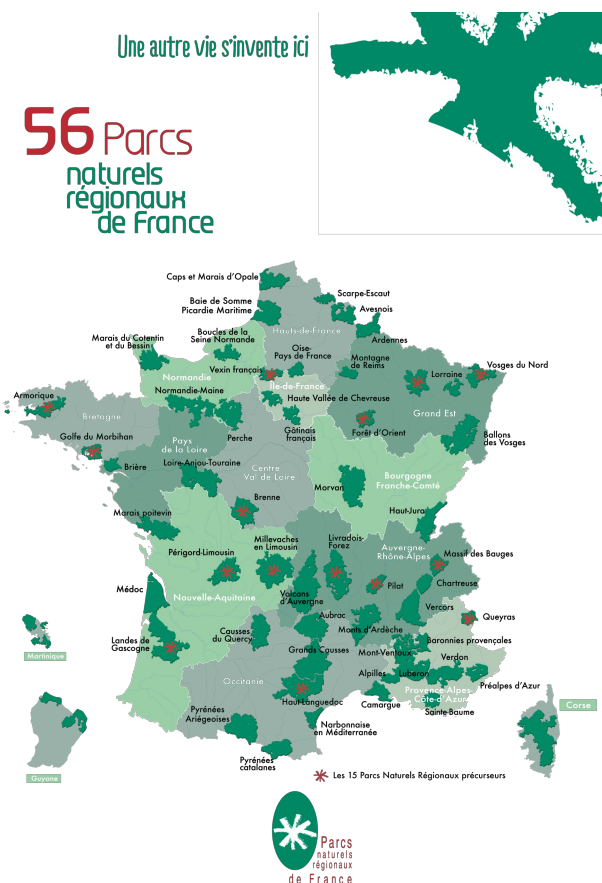 Une autre vie s'invente ici
56 Parcs
naturels
régionaux
de France
Caps et Marais d'Opale
Scarpe-Escaut
Baie de Somme
Picardie Maritime
Avesnois
Hauts-de-France
Ardennes
Boucles de la
Seine Normande
Marais du Cotentin
et du Bessin
Oise-
Pays de France
Montagne
de Reims
Vexin français
Lorraine
Vosges du Nord
Normandie
Île-de-France
Normandie-Maine
Haute Vallée de Chevreuse
Armorique
Bretagne
Grand Est
Golfe du Morbihan
Perche
Gâtinais
français
Forêt d'Orient
Ballons
des Vosges
Pays
de la Loire
Brière
Loire-Anjou-Touraine
Centre
Val de Loire
Bourgogne
Franche-Comté
Morvan
Brenne
Haut-Jura
Marais poitevin
Périgord-Limousin
Millevaches
en Limousin
Livradois-
Forez
Auvergne-
Rhône-Alpes
Massif des Bauges
Médoc
Nouvelle-Aquitaine
Volcans
d'Auvergne
Pilat
Chartreuse
Aubrac
Vercors
Queyras
Landes de
Gascogne
Causses
du Quercy
Monts d'Ardèche
Baronnies provençales
Grands Causses
Mont-Ventoux
Verdon
Martinique
Occitanie
Alpilles
Luberon
Préalpes d'Azur
Haut-Languedoc
Provence-Alpes
Côte-d'Azur
Camargue
Sainte-Baume
Corse
Pyrénées
Ariégeoises
Narbonnaise
en Méditerranée
Pyrénées
catalanes
Guyane
Les 15 Parcs Naturels Régionaux précurseurs
Parcs
naturels
régionaux
de France